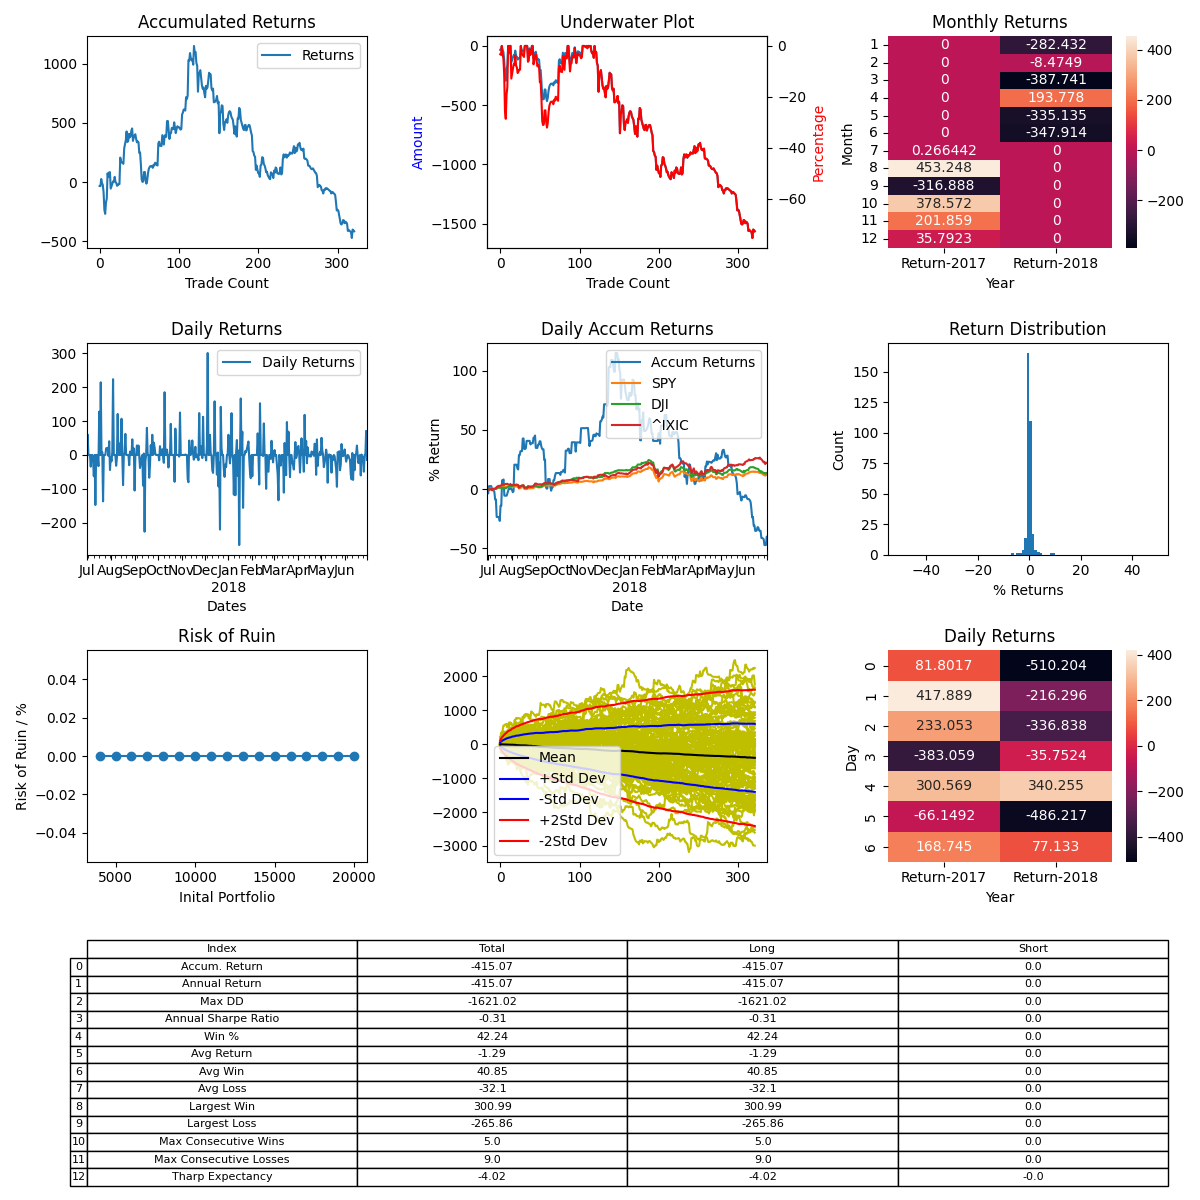 Accumulated Returns
Returns
1000
500
0
−500
0
100
200
300
Trade Count
Underwater Plot
Amount
0
−500
−1000
−1500
0
−20
−40
−60
Percentage
0
100
200
300
Trade Count
Monthly Returns
Month
1 0 -282.432
2 0 -8.4749
3 0 -387.741
4 0 193.778
5 0 -335.135
6 0 -347.914
7 0.266442 0
8 453.248 0
9 -316.888 0
10 378.572 0
11 201.859 0
12 35.7923 0
Return-2017 Return-2018
Year
400
200
0
−200
Daily Returns
Daily Returns
300
200
100
0
−100
−200
Jul Aug Sep Oct Nov Dec Jan Feb Mar Apr May Jun
2018
Dates
Daily Accum Returns
Accum Returns
SPY
DJI
^IXIC
% Return
100
50
0
−50
Jul Aug Sep Oct Nov Dec Jan Feb Mar Apr May Jun
2018
Date
Return Distribution
Count
150
125
100
75
50
25
0
−40 −20 0 20 40
% Returns
Risk of Ruin
Risk of Ruin / %
0.04
0.02
0.00
−0.02
−0.04
5000 10000 15000 20000
Inital Portfolio
2000
1000
0
−1000
−2000
−3000
Mean
+Std Dev
-Std Dev
+2Std Dev
-2Std Dev
0 100 200 300
Daily Returns
Day
0 81.8017 -510.204
1 417.889 -216.296
2 233.053 -336.838
3 -383.059 -35.7524
4 300.569 340.255
5 -66.1492 -486.217
6 168.745 77.133
Return-2017 Return-2018
Year
400
200
0
−200
−400
Index Total Long Short
0 Accum. Return -415.07 -415.07 0.0
1 Annual Return -415.07 -415.07 0.0
2 Max DD -1621.02 -1621.02 0.0
3 Annual Sharpe Ratio -0.31 -0.31 0.0
4 Win % 42.24 42.24 0.0
5 Avg Return -1.29 -1.29 0.0
6 Avg Win 40.85 40.85 0.0
7 Avg Loss -32.1 -32.1 0.0
8 Largest Win 300.99 300.99 0.0
9 Largest Loss -265.86 -265.86 0.0
10 Max Consecutive Wins 5.0 5.0 0.0
11 Max Consecutive Losses 9.0 9.0 0.0
12 Tharp Expectancy -4.02 -4.02 -0.0